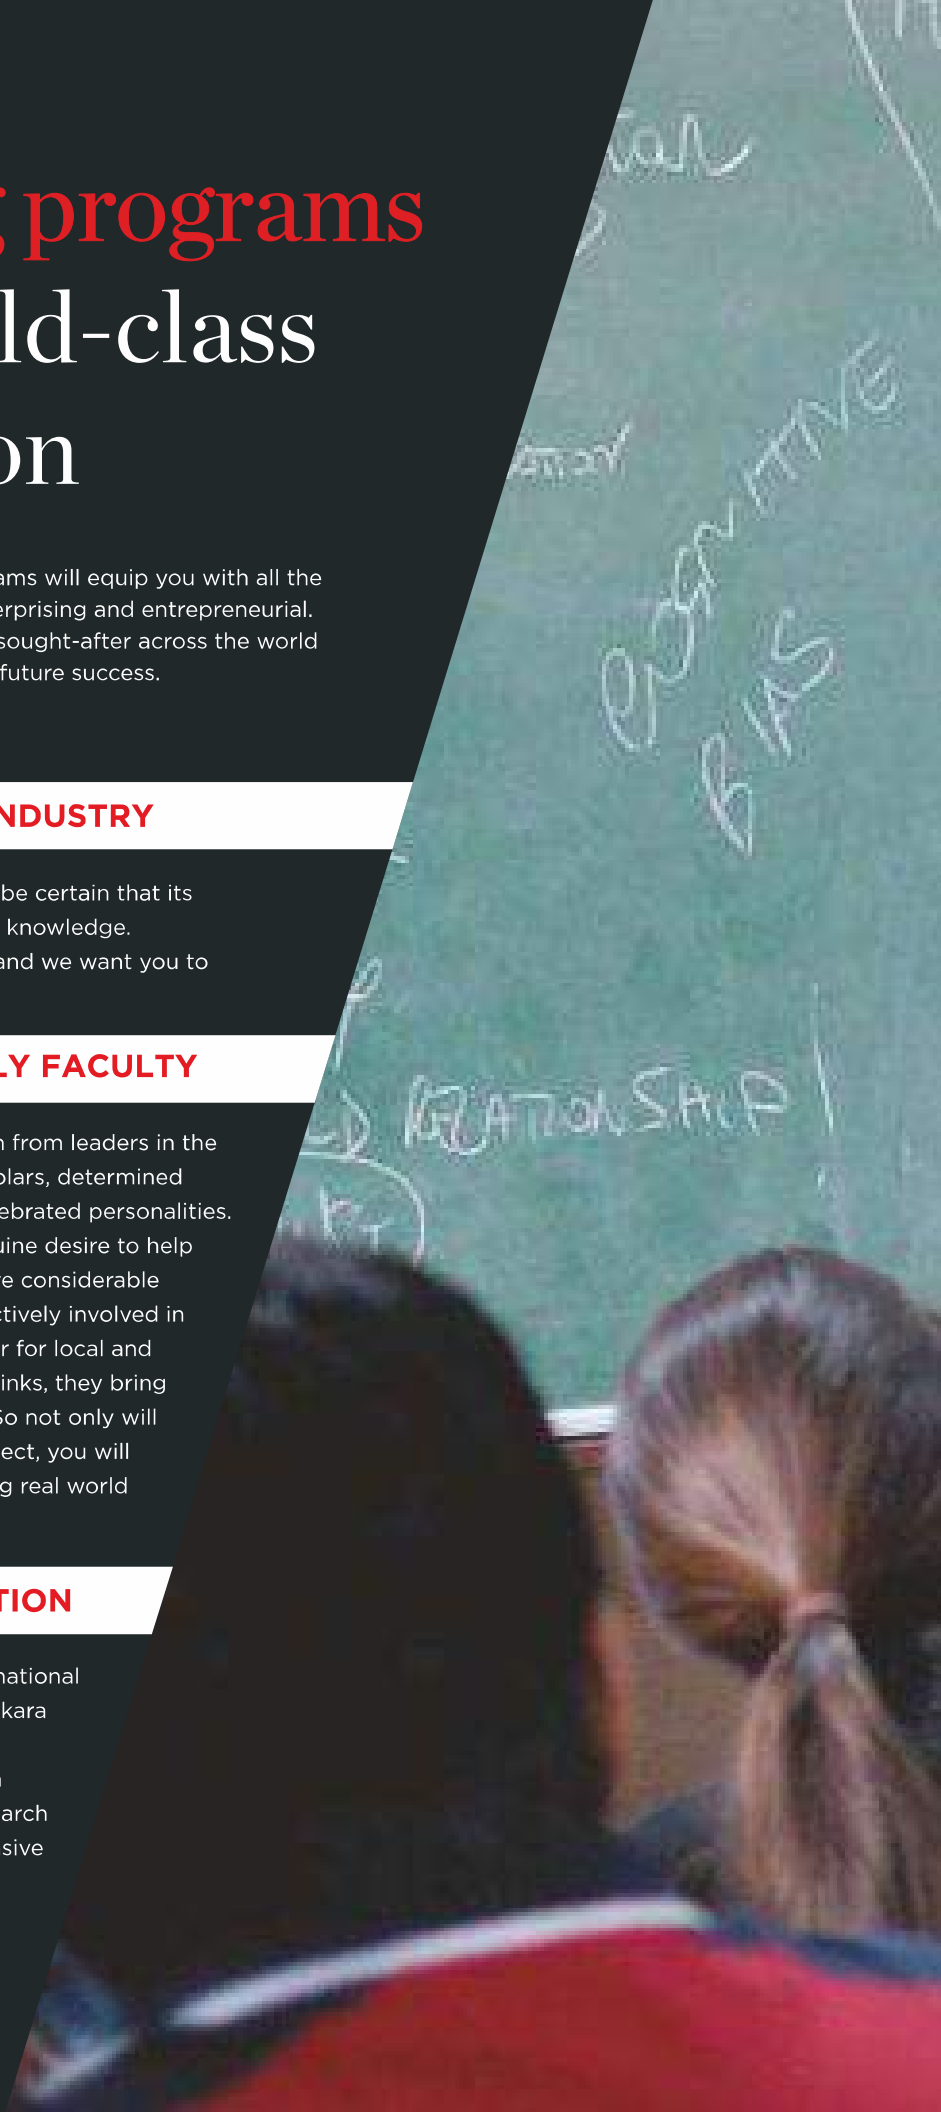 programs
ld-class
on
ams will equip you with all the
erprising and entrepreneurial.
sought-after across the world
future success.
NDUSTRY
be certain that its
knowledge.
and we want you to
LY FACULTY
n from leaders in the
olars, determined
ebrated personalities.
uine desire to help
e considerable
ctively involved in
r for local and
inks, they bring
So not only will
ect, you will
g real world
TION
national
kara
arch
sive
COGNITIVE
BIAS
RELATIONSHIP